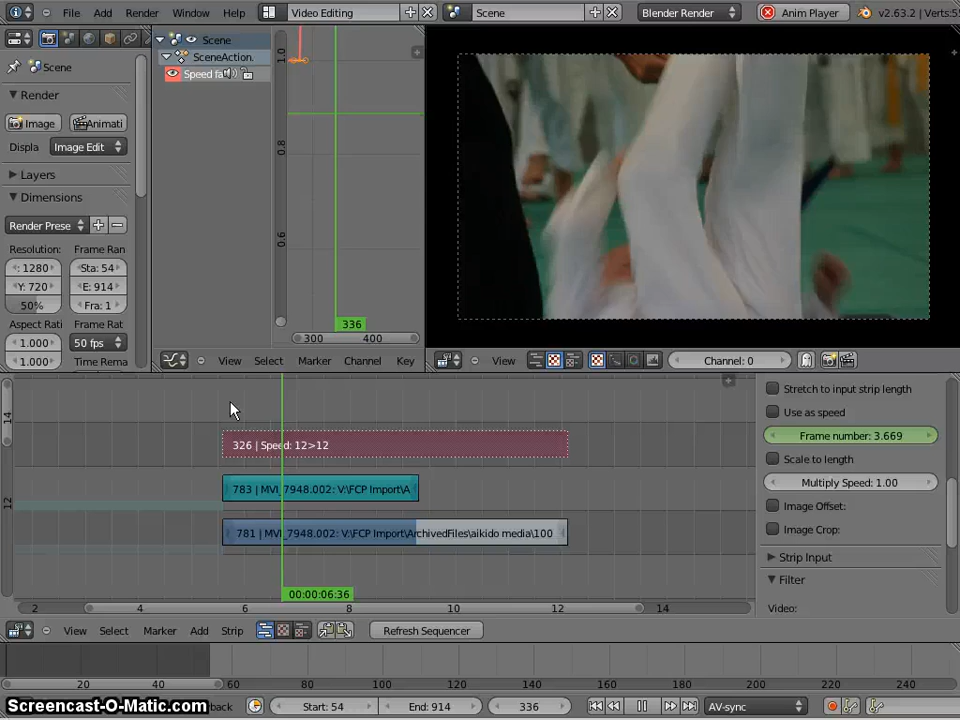 File Add Render Window Help Video Editing Scene Blender Render Anim Player v2.63.2 | Verts:5
Scene
Render
Image Animati
Displa Image Edit
Layers
Dimensions
Render Prese
Resolution: Frame Ran
: 1280 Sta: 54
Y: 720 E: 914
50% Fra: 1
Aspect Rati Frame Rat
1.000 50 fps
1.000 Time Rema
Scene
SceneAction.
Speed fa
1.0
0.8
0.6
336
300 400
View Select Marker Channel Key
View Channel: 0
14
12
326 | Speed: 12>12
783 | MVI_7948.002: V:\FCP Import\A
781 | MVI_7948.002: V:\FCP Import\ArchivedFiles\aikido media\100
00:00:06:36
2 4 6 8 10 12 14
View Select Marker Add Strip Refresh Sequencer
Stretch to input strip length
Use as speed
Frame number: 3.669
Scale to length
Multiply Speed: 1.00
Image Offset:
Image Crop:
Strip Input
Filter
Video:
20 40 60 80 100 120 140 160 180 200 220 240
Screencast-O-Matic.com back Start: 54 End: 914 336 AV-sync